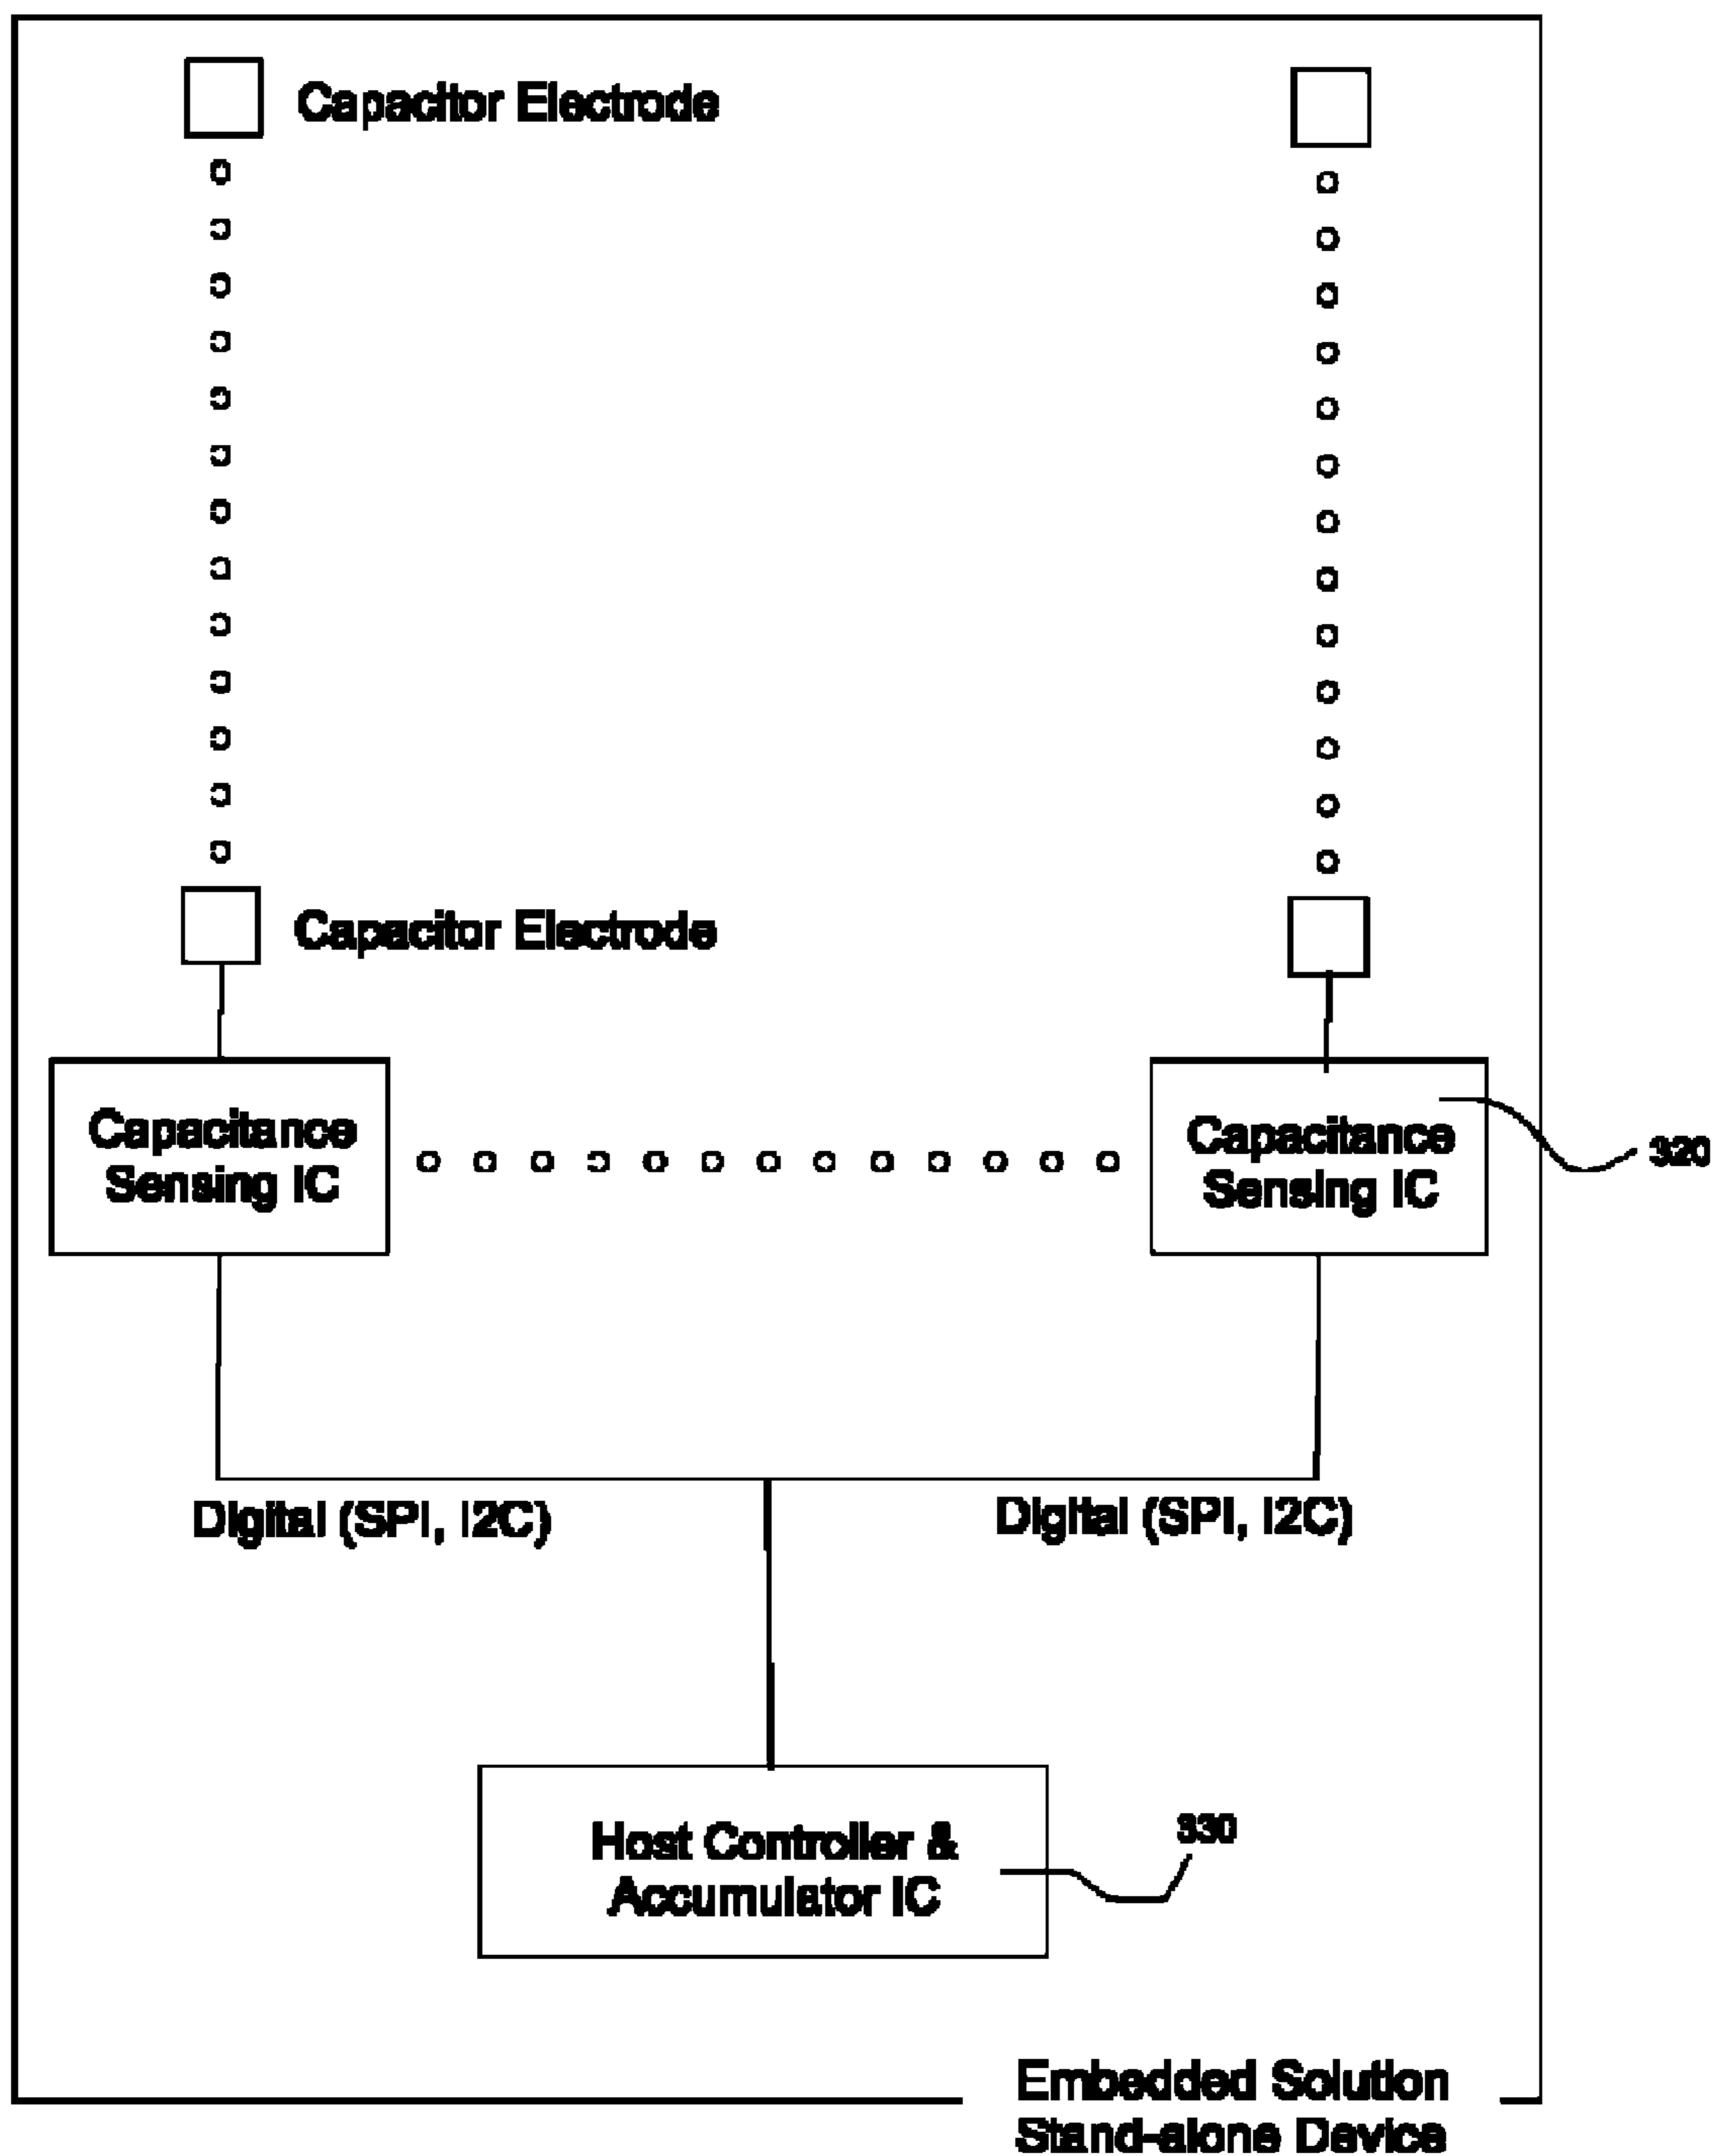 Capacitor Electrode
Capacitor Electrode
Capacitance
Sensing IC
Capacitance
Sensing IC
320
Digital (SPI, I2C)
Digital (SPI, I2C)
Host Controller &
Accumulator IC
330
Embedded Solution
Stand-alone Device